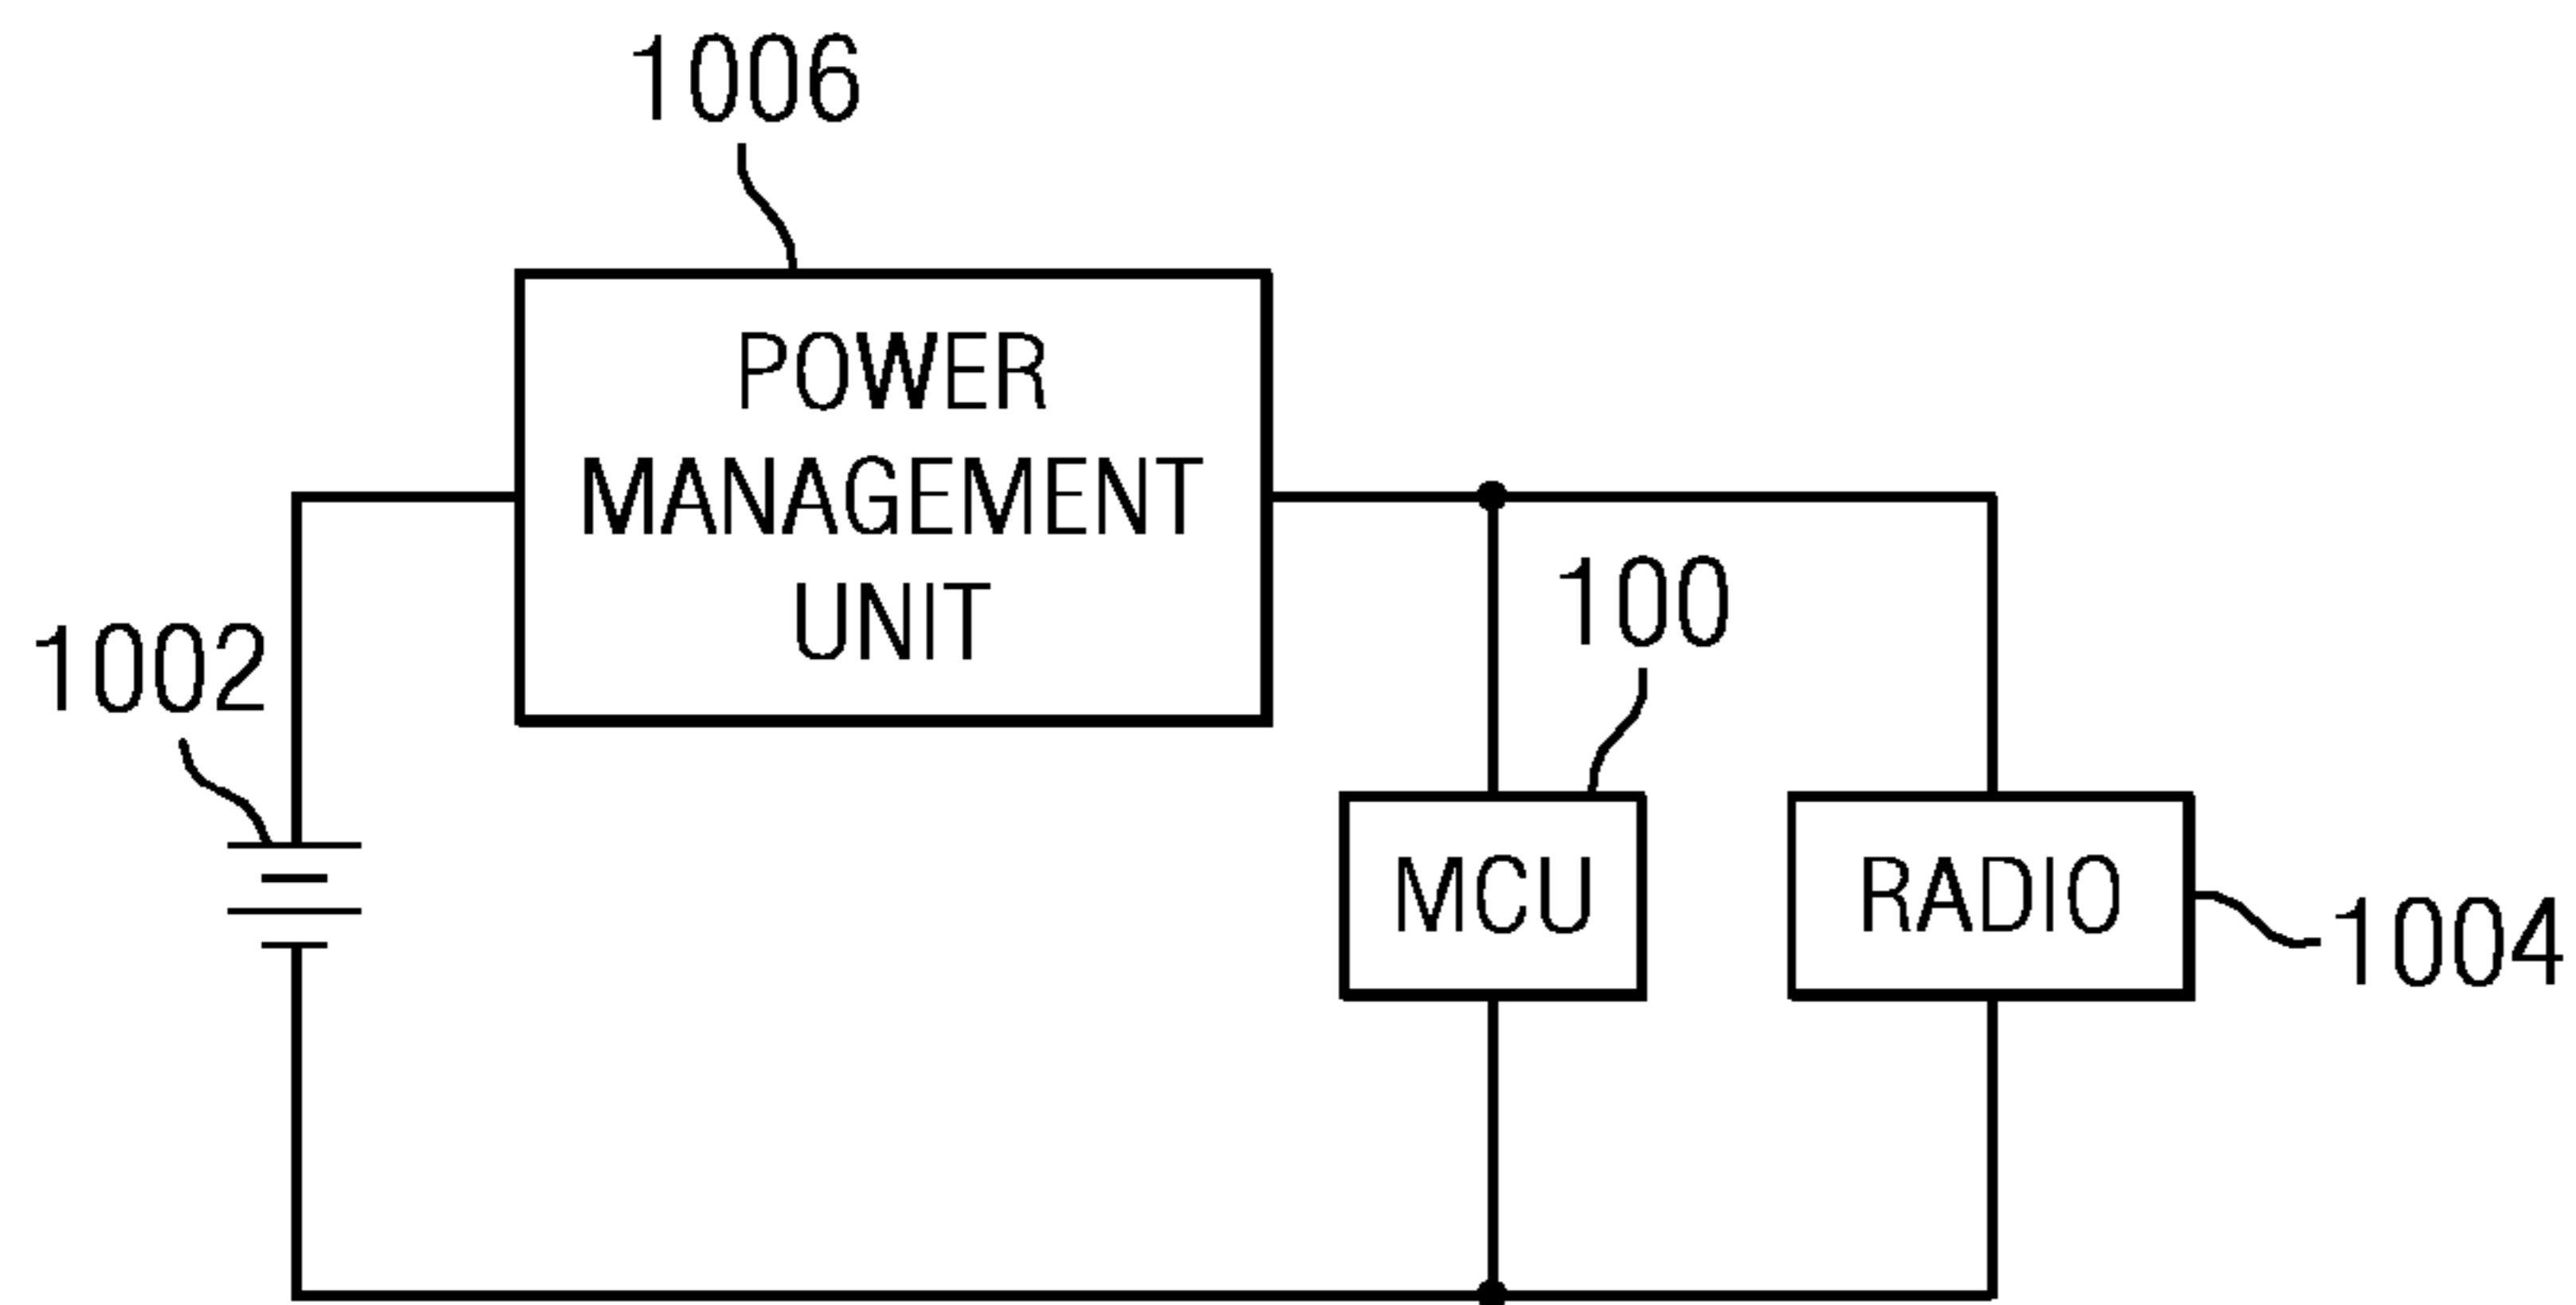 1006
POWER
MANAGEMENT
UNIT
100
1002
MCU
RADIO
1004